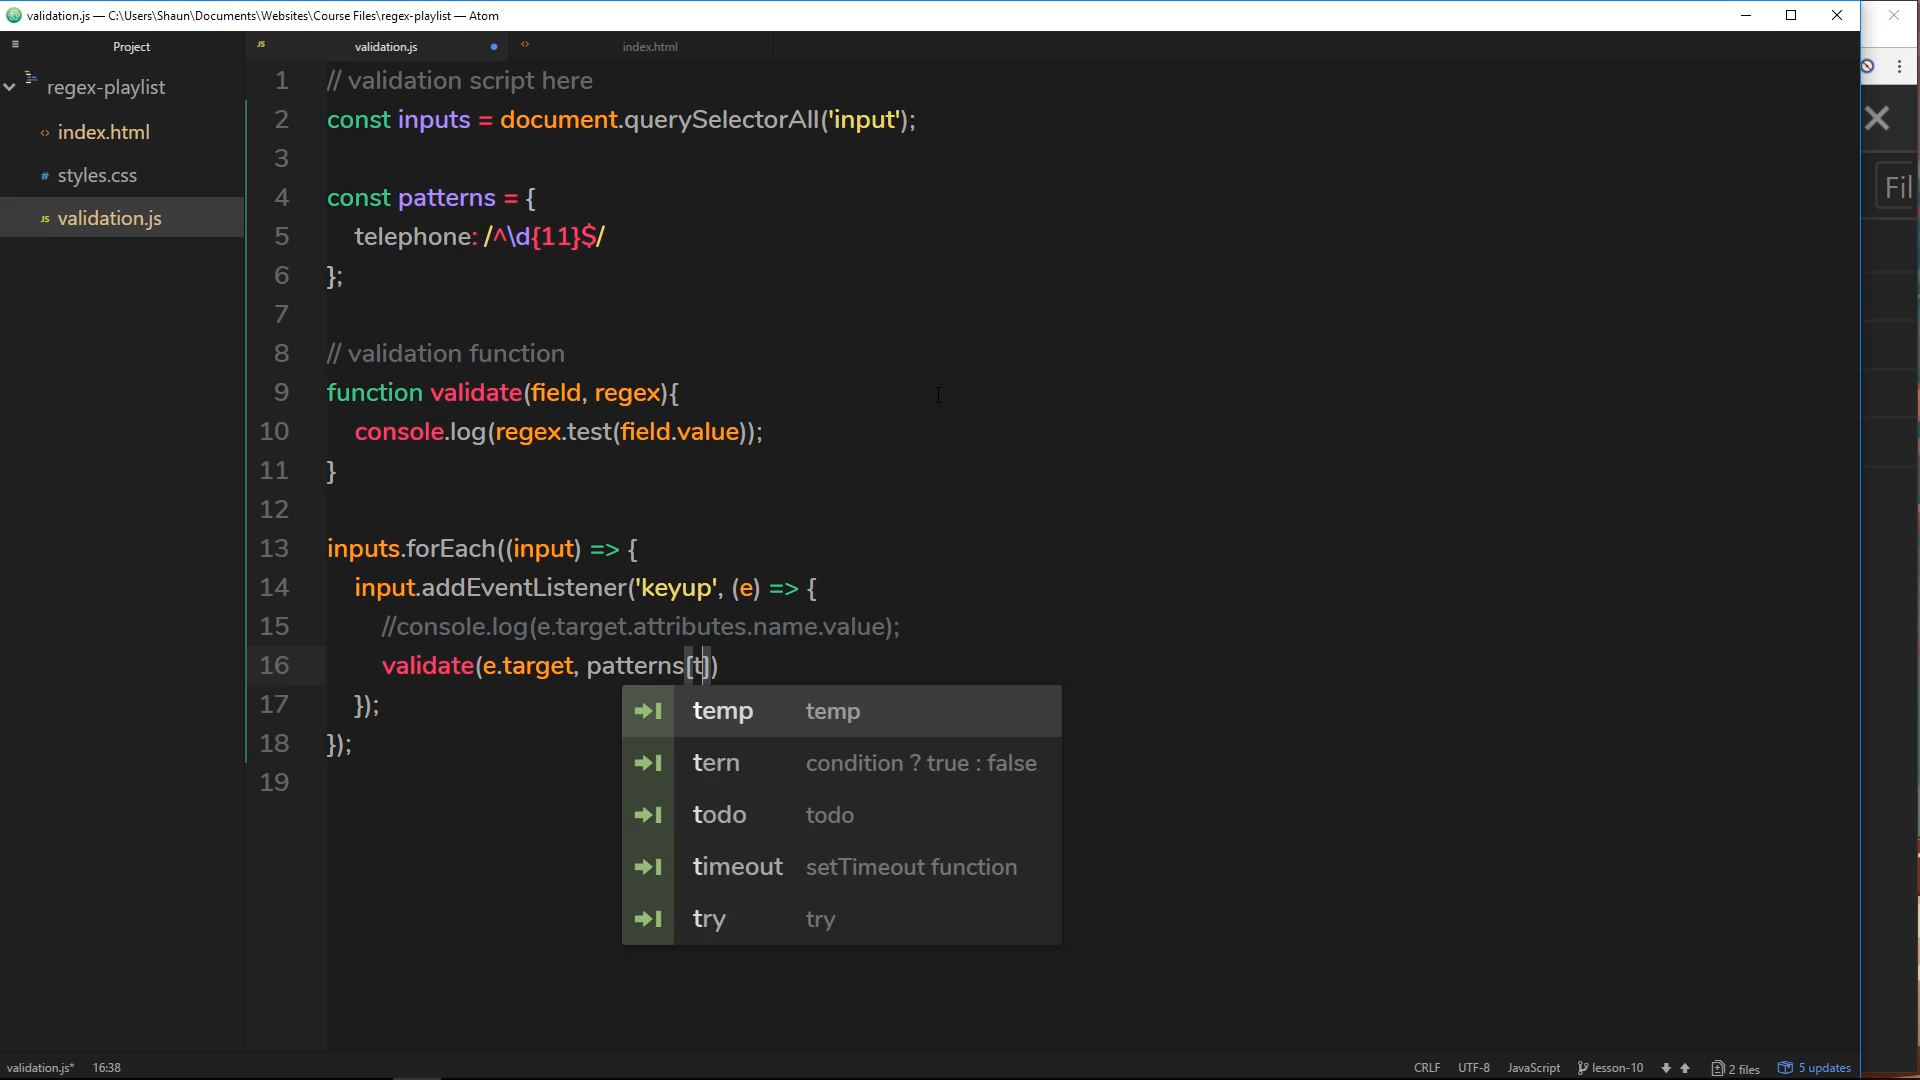 validation.js — C:\Users\Shaun\Documents\Websites\Course Files\regex-playlist — Atom
Project
validation.js
index.html
regex-playlist
index.html
styles.css
validation.js
1 // validation script here
2 const inputs = document.querySelectorAll('input');
3
4 const patterns = {
5 telephone: /^\d{11}$/
6 };
7
8 // validation function
9 function validate(field, regex){
10 console.log(regex.test(field.value));
11 }
12
13 inputs.forEach((input) => {
14 input.addEventListener('keyup', (e) => {
15 //console.log(e.target.attributes.name.value);
16 validate(e.target, patterns[t])
17 });
18 });
19
temp temp
tern condition ? true : false
todo todo
timeout setTimeout function
try try
Fil
validation.js* 16:38
CRLF UTF-8 JavaScript lesson-10 2 files 5 updates